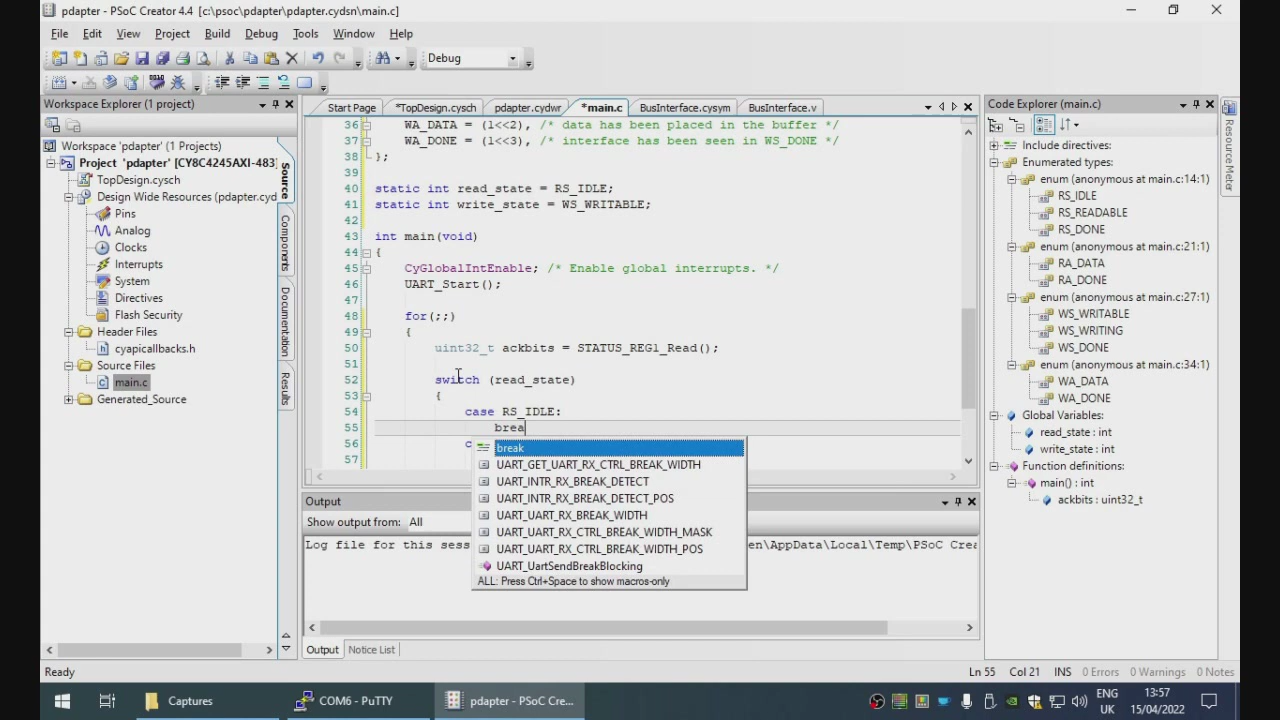 pdapter - PSoC Creator 4.4 [c:\psoc\pdapter\pdapter.cydsn\main.c]
File Edit View Project Build Debug Tools Window Help
Debug
Workspace Explorer (1 project)
Workspace 'pdapter' (1 Projects)
Project 'pdapter' [CY8C4245AXI-483]
TopDesign.cysch
Design Wide Resources (pdapter.cyd
Pins
Analog
Clocks
Interrupts
System
Directives
Flash Security
Header Files
cyapicallbacks.h
Source Files
main.c
Generated_Source
Source
Components
Documentation
Results
Start Page *TopDesign.cysch pdapter.cydwr *main.c BusInterface.cysym BusInterface.v
36 WA_DATA = (1<<2), /* data has been placed in the buffer */
37 WA_DONE = (1<<3), /* interface has been seen in WS_DONE */
38 };
39
40 static int read_state = RS_IDLE;
41 static int write_state = WS_WRITABLE;
42
43 int main(void)
44 {
45 CyGlobalIntEnable; /* Enable global interrupts. */
46 UART_Start();
47
48 for(;;)
49 {
50 uint32_t ackbits = STATUS_REG1_Read();
51
52 switch (read_state)
53 {
54 case RS_IDLE:
55 brea
56 c
57
break
UART_GET_UART_RX_CTRL_BREAK_WIDTH
UART_INTR_RX_BREAK_DETECT
UART_INTR_RX_BREAK_DETECT_POS
UART_UART_RX_BREAK_WIDTH
UART_UART_RX_CTRL_BREAK_WIDTH_MASK
UART_UART_RX_CTRL_BREAK_WIDTH_POS
UART_UartSendBreakBlocking
ALL: Press Ctrl+Space to show macros-only
Output
Show output from: All
Log file for this sess en\AppData\Local\Temp\PSoC Crea
Output Notice List
Code Explorer (main.c)
Include directives:
Enumerated types:
enum (anonymous at main.c:14:1)
RS_IDLE
RS_READABLE
RS_DONE
enum (anonymous at main.c:21:1)
RA_DATA
RA_DONE
enum (anonymous at main.c:27:1)
WS_WRITABLE
WS_WRITING
WS_DONE
enum (anonymous at main.c:34:1)
WA_DATA
WA_DONE
Global Variables:
read_state : int
write_state : int
Function definitions:
main() : int
ackbits : uint32_t
Resource Meter
Ready Ln 55 Col 21 INS 0 Errors 0 Warnings 0 Notes
Captures COM6 - PuTTY pdapter - PSoC Cre... ENG 13:57
UK 15/04/2022